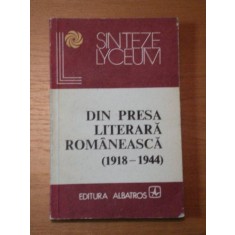 SINTEZE
LYCEUM
DIN PRESA
LITERARĂ
ROMÂNEASCĂ
(1918-1944)
EDITURA ALBATROS